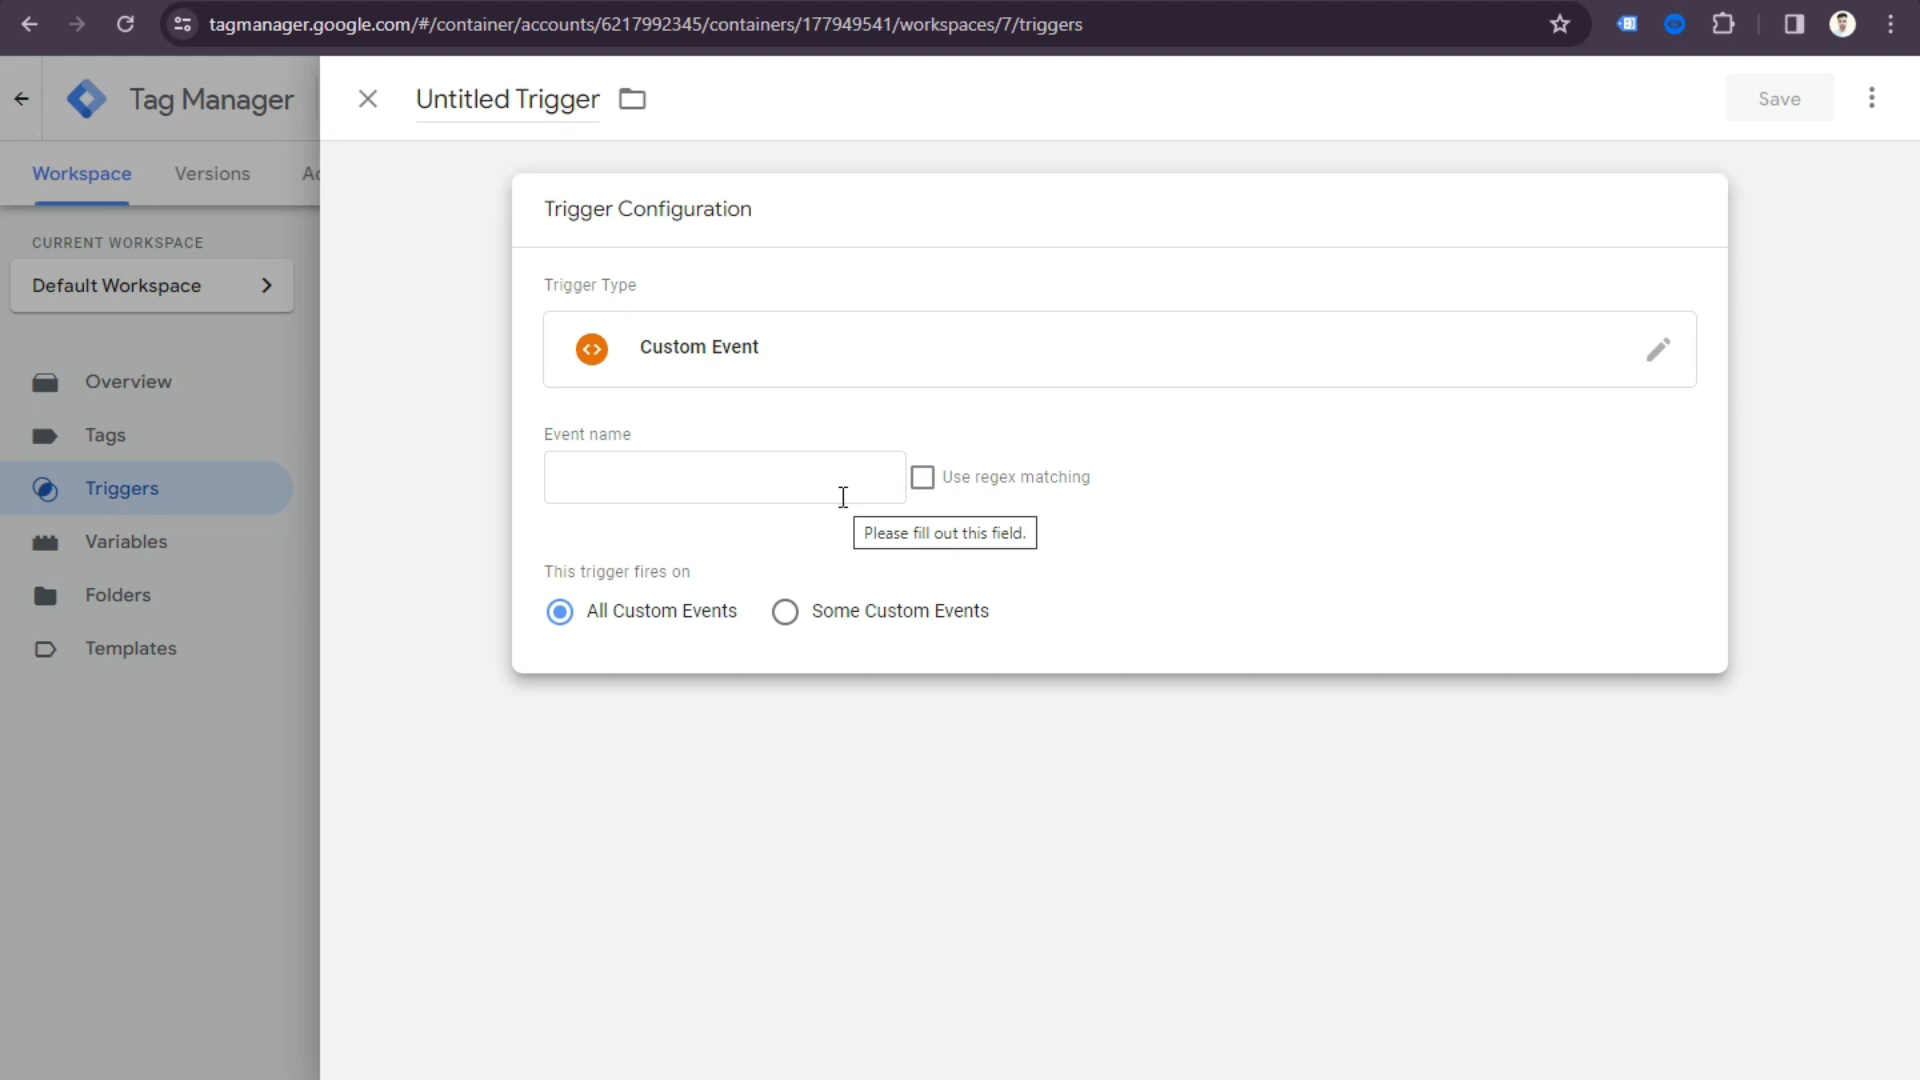 tagmanager.google.com/#/container/accounts/6217992345/containers/177949541/workspaces/7/triggers
Tag Manager
Untitled Trigger
Save
Workspace
Versions
Trigger Configuration
CURRENT WORKSPACE
Default Workspace
Trigger Type
Custom Event
Overview
Tags
Triggers
Variables
Folders
Templates
Event name
Use regex matching
Please fill out this field.
This trigger fires on
All Custom Events
Some Custom Events